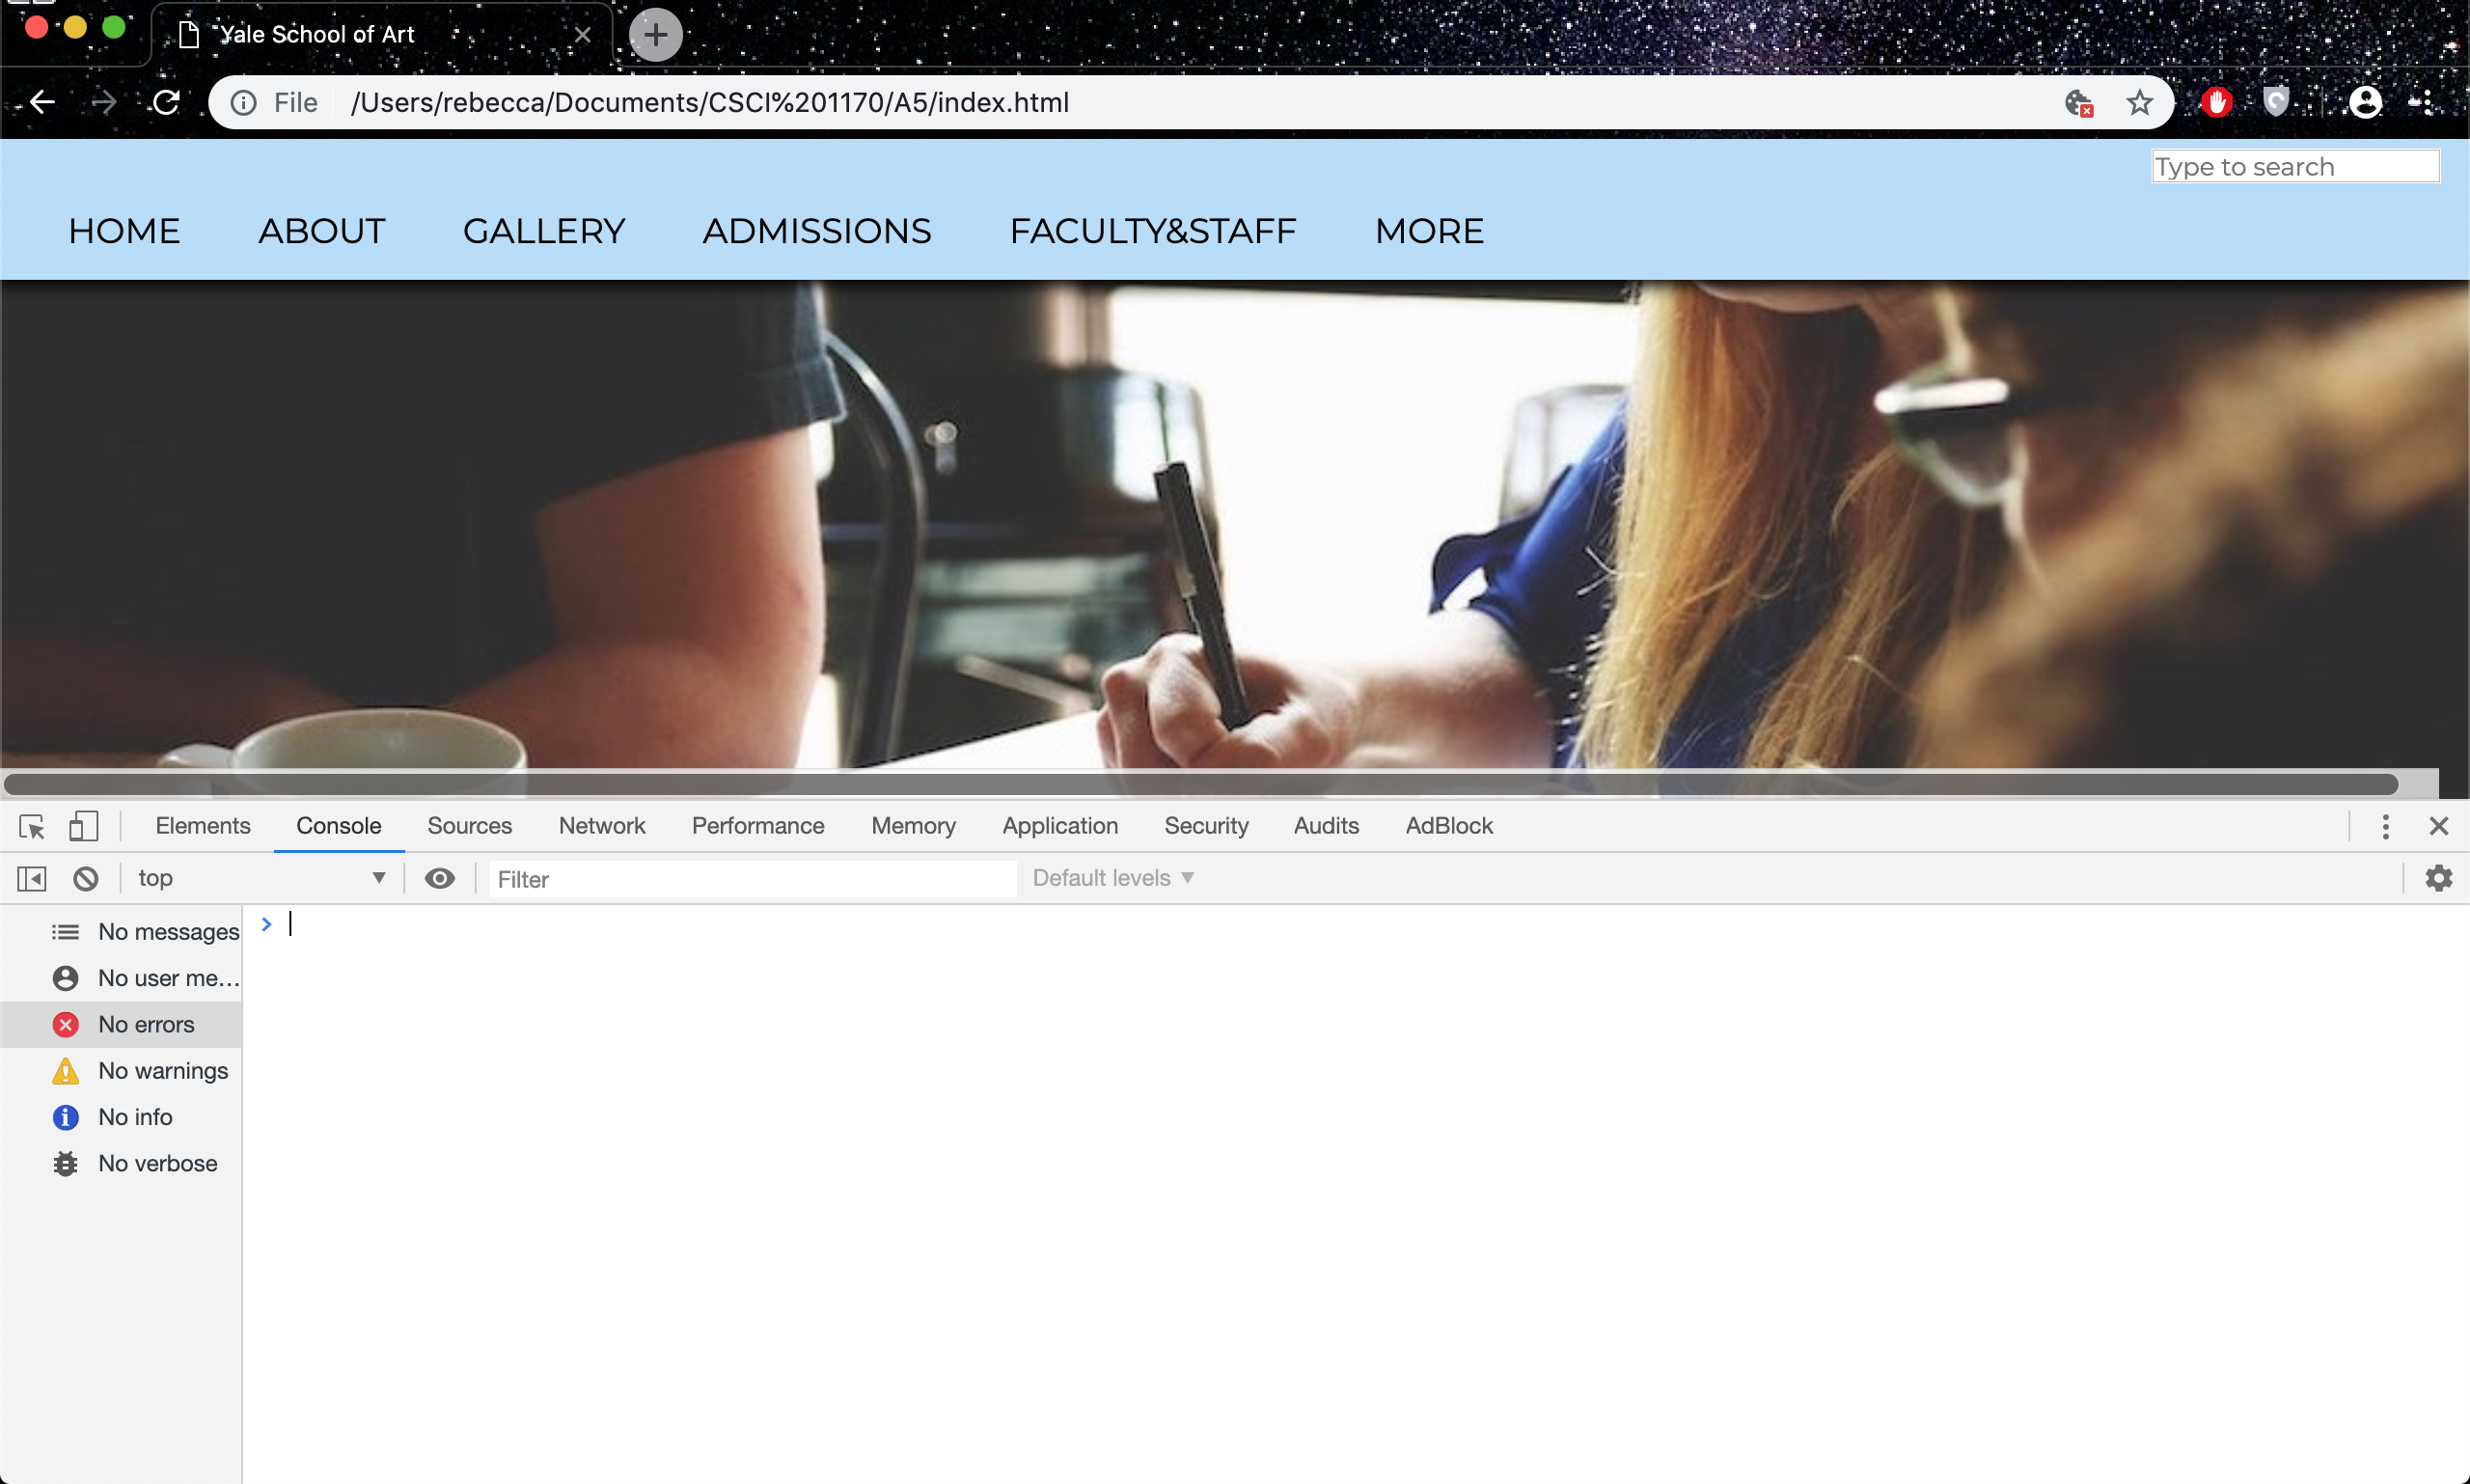 Yale School of Art
File /Users/rebecca/Documents/CSCI%201170/A5/index.html
Type to search
HOME ABOUT GALLERY ADMISSIONS FACULTY&STAFF MORE
Elements Console Sources Network Performance Memory Application Security Audits AdBlock
top Filter Default levels
No messages
No user me...
No errors
No warnings
No info
No verbose